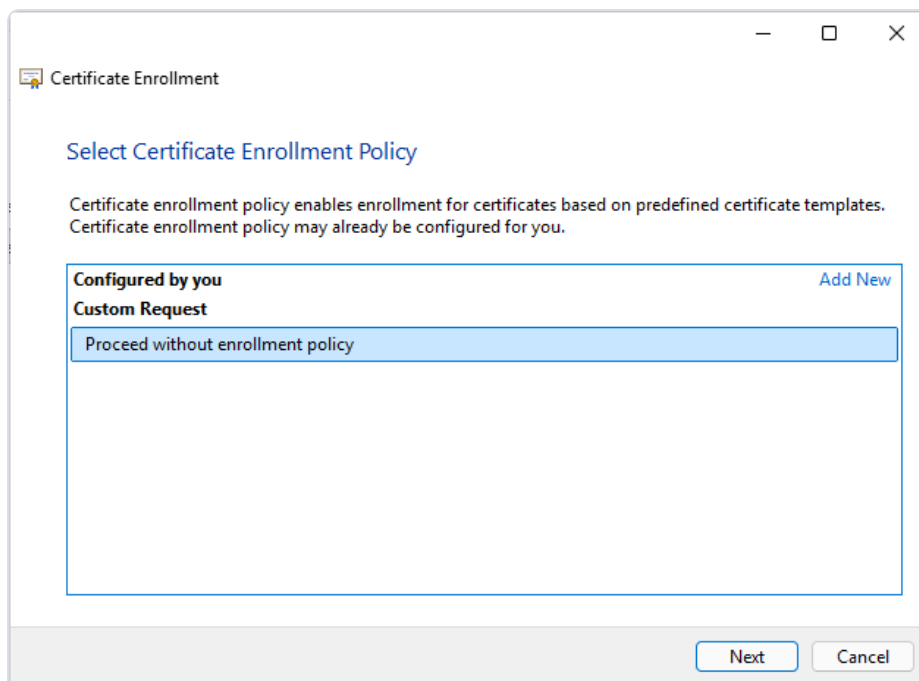 Certificate Enrollment
Select Certificate Enrollment Policy
Certificate enrollment policy enables enrollment for certificates based on predefined certificate templates.
Certificate enrollment policy may already be configured for you.
Configured by you
Add New
Custom Request
Proceed without enrollment policy
Next
Cancel